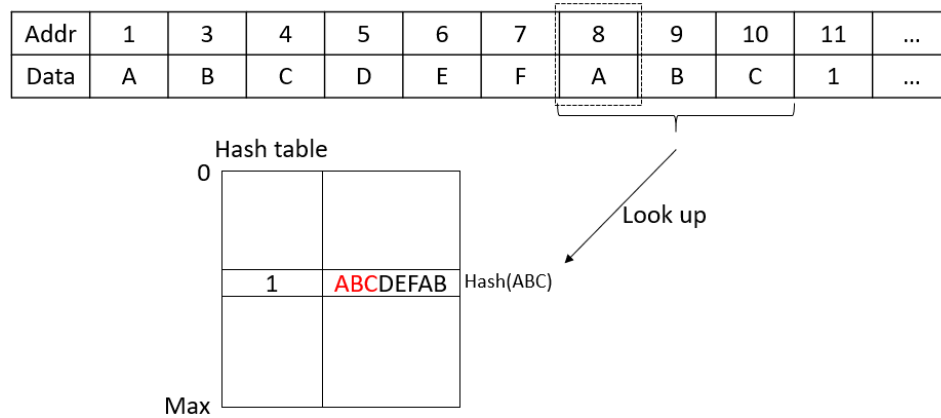 Addr 1 3 4 5 6 7 8 9 10 11 ...
Data A B C D E F A B C 1 ...
Hash table
0
Look up
1 ABCDEFAB Hash(ABC)
Max